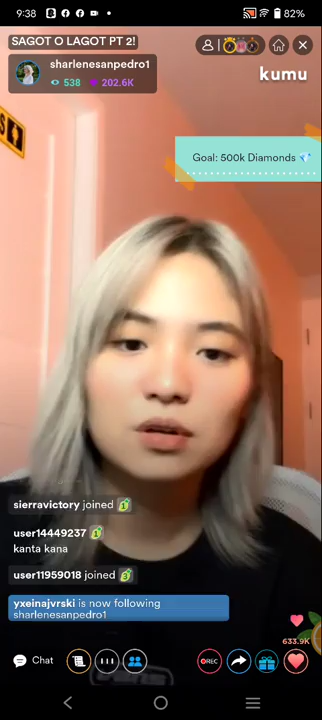 9:38
82%
SAGOT O LAGOT PT 2!
sharlenesanpedro1
538 202.6K
kumu
Goal: 500k Diamonds 💎
sierravictory joined
user14449237
kanta kana
user11959018 joined
yxeinajvrski is now following
sharlenesanpedro1
633.9K
Chat
REC